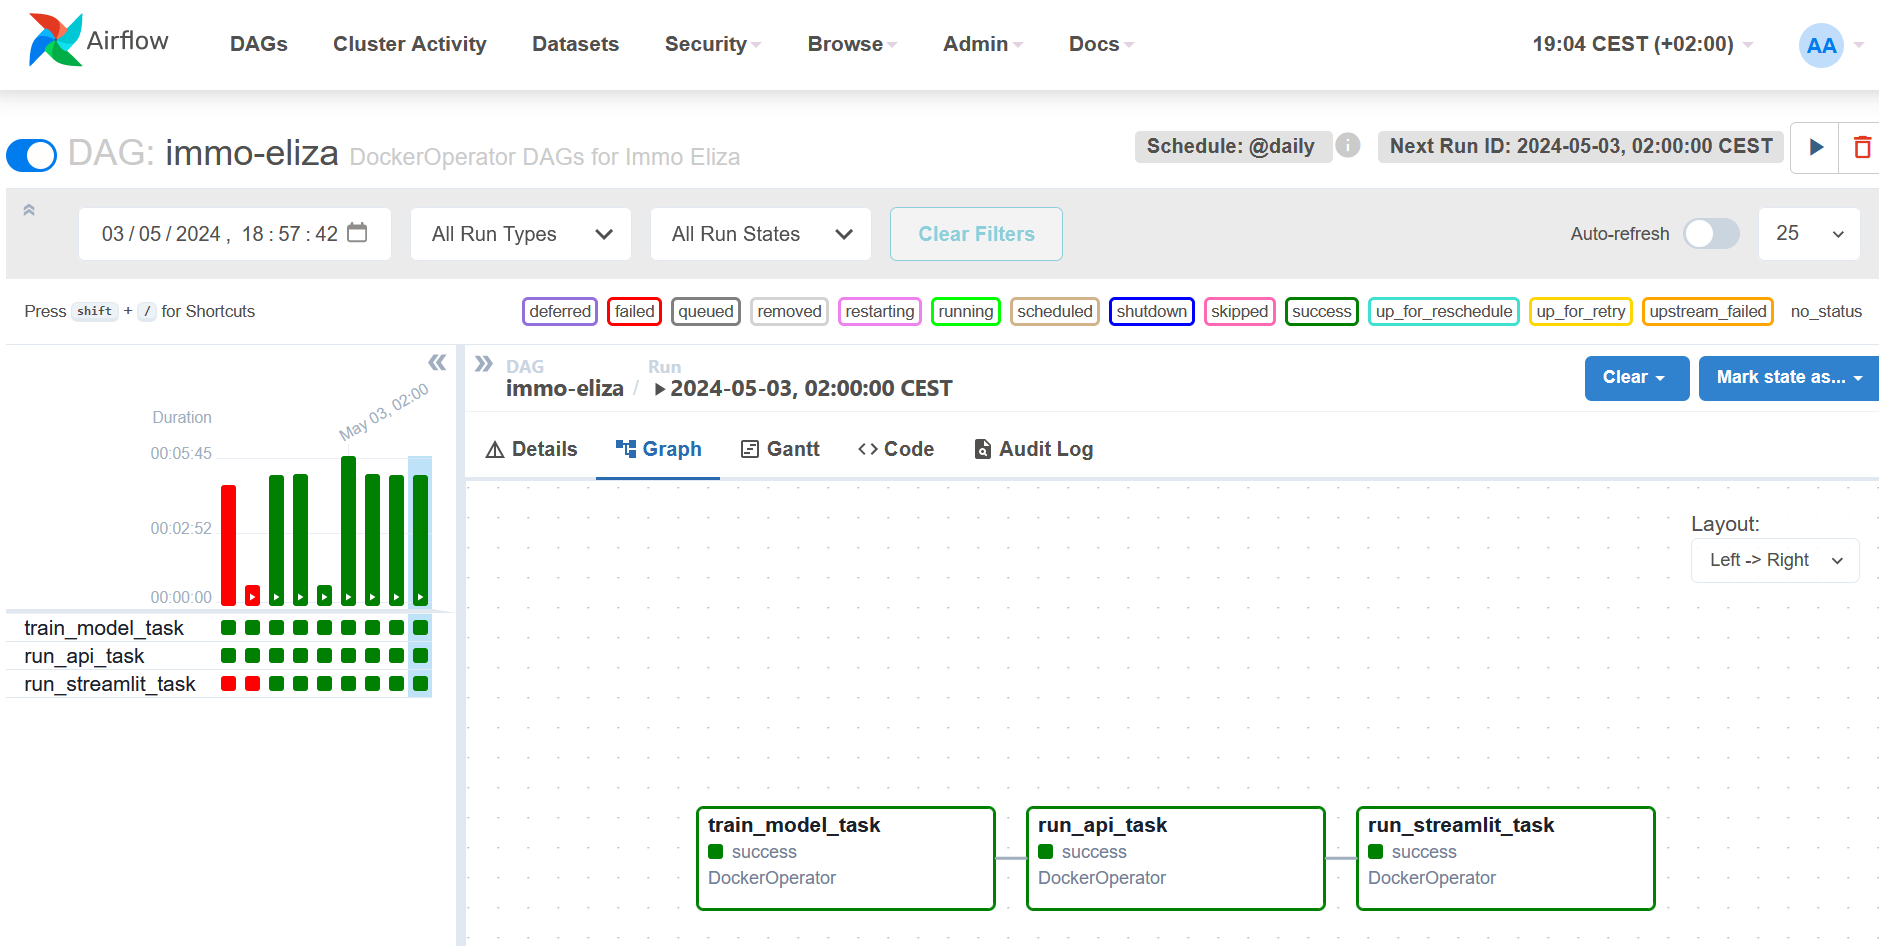 Airflow DAGs Cluster Activity Datasets Security Browse Admin Docs 19:04 CEST (+02:00) AA
DAG: immo-eliza DockerOperator DAGs for Immo Eliza Schedule: @daily i Next Run ID: 2024-05-03, 02:00:00 CEST
03/05/2024, 18:57:42 All Run Types All Run States Clear Filters Auto-refresh 25
Press shift + / for Shortcuts deferred failed queued removed restarting running scheduled shutdown skipped success up_for_reschedule up_for_retry upstream_failed no_status
DAG Run
immo-eliza / 2024-05-03, 02:00:00 CEST
Clear Mark state as...
Details Graph Gantt Code Audit Log
May 03, 02:00
Duration
00:05:45
00:02:52
00:00:00
train_model_task
run_api_task
run_streamlit_task
Layout:
Left -> Right
train_model_task
success
DockerOperator
run_api_task
success
DockerOperator
run_streamlit_task
success
DockerOperator